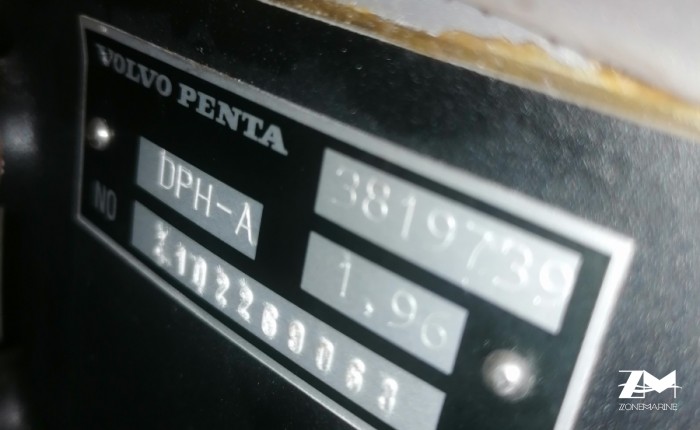 VOLVO PENTA
DPH-A 3819739
1,96
NO
ZONEMARINE